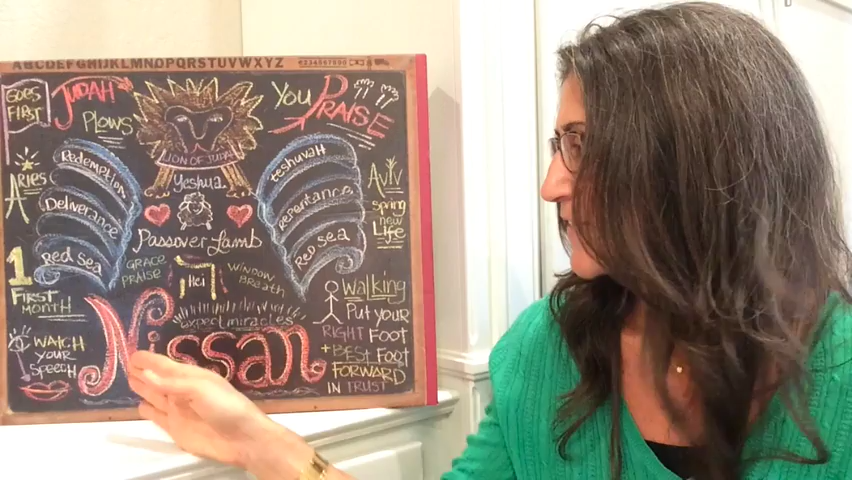 ABCDEFGHIJKLMNOPQRSTUVWXYZ 1234567890
GOES
FIRST
JUDAH
PLOWS
LION OF JUDAH
Yeshua
YOU
PRAISE
ARIES
Redemption
Deliverance
Red Sea
teshuvah
Repentance
Red sea
AVIV
spring
new
Life
Passover Lamb
GRACE
PRAISE
Hei
WINDOW
BREATH
1
FIRST
MONTH
expect miracles
Nissan
WATCH
YOUR
SPEECH
WALKING
PUT YOUR
RIGHT FOOT
+ BEST FOOT
FORWARD
IN TRUST